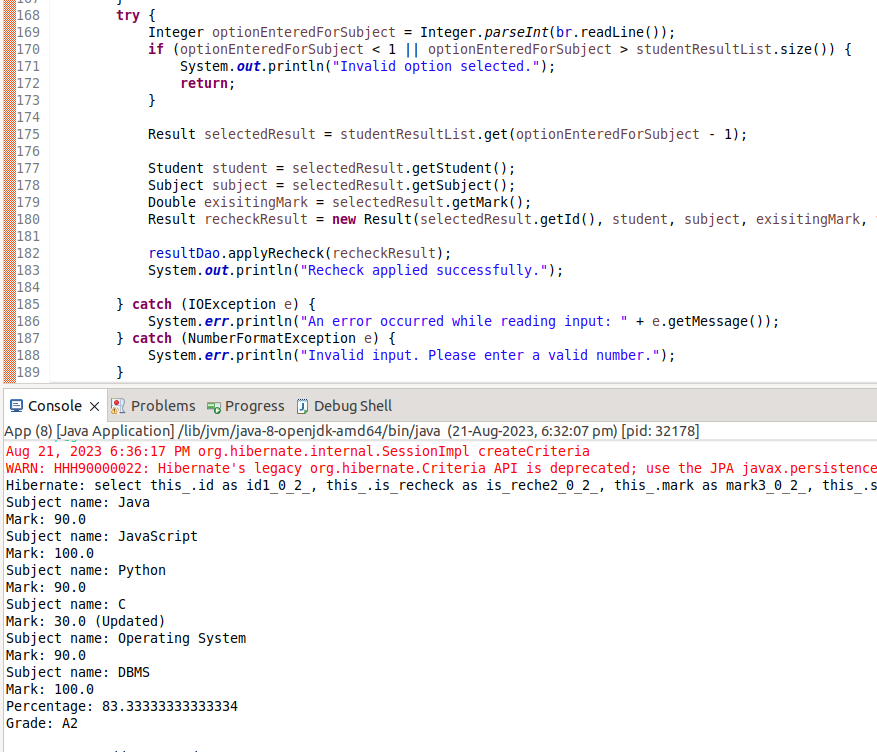 168 try {
169 Integer optionEnteredForSubject = Integer.parseInt(br.readLine());
170 if (optionEnteredForSubject < 1 || optionEnteredForSubject > studentResultList.size()) {
171 System.out.println("Invalid option selected.");
172 return;
173 }
174
175 Result selectedResult = studentResultList.get(optionEnteredForSubject - 1);
176
177 Student student = selectedResult.getStudent();
178 Subject subject = selectedResult.getSubject();
179 Double exisitingMark = selectedResult.getMark();
180 Result recheckResult = new Result(selectedResult.getId(), student, subject, exisitingMark,
181
182 resultDao.applyRecheck(recheckResult);
183 System.out.println("Recheck applied successfully.");
184
185 } catch (IOException e) {
186 System.err.println("An error occurred while reading input: " + e.getMessage());
187 } catch (NumberFormatException e) {
188 System.err.println("Invalid input. Please enter a valid number.");
189 }
Console Problems Progress Debug Shell
App (8) [Java Application] /lib/jvm/java-8-openjdk-amd64/bin/java (21-Aug-2023, 6:32:07 pm) [pid: 32178]
Aug 21, 2023 6:36:17 PM org.hibernate.internal.SessionImpl createCriteria
WARN: HHH90000022: Hibernate's legacy org.hibernate.Criteria API is deprecated; use the JPA javax.persistence
Hibernate: select this_.id as id1_0_2_, this_.is_recheck as is_reche2_0_2_, this_.mark as mark3_0_2_, this_.s
Subject name: Java
Mark: 90.0
Subject name: JavaScript
Mark: 100.0
Subject name: Python
Mark: 90.0
Subject name: C
Mark: 30.0 (Updated)
Subject name: Operating System
Mark: 90.0
Subject name: DBMS
Mark: 100.0
Percentage: 83.33333333333334
Grade: A2